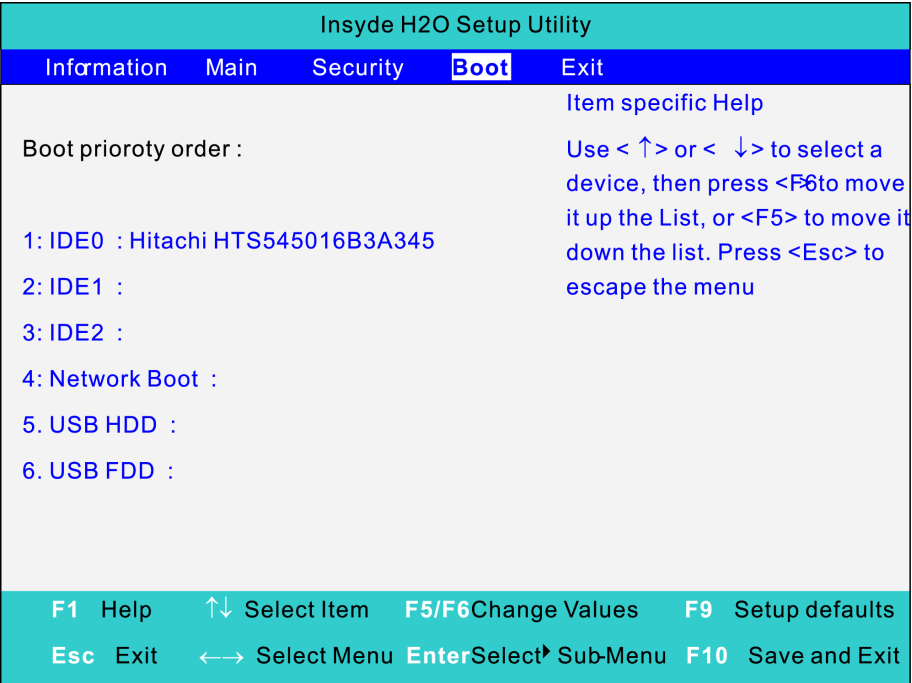 Insyde H2O Setup Utility
Information Main Security Boot Exit
Item specific Help
Boot prioroty order :
Use < ↑> or < ↓> to select a
device, then press <F6>to move
it up the List, or <F5> to move it
down the list. Press <Esc> to
escape the menu
1: IDE0 : Hitachi HTS545016B3A345
2: IDE1 :
3: IDE2 :
4: Network Boot :
5. USB HDD :
6. USB FDD :
F1 Help ↑↓ Select Item F5/F6Change Values F9 Setup defaults
Esc Exit ←→ Select Menu EnterSelect▸ Sub-Menu F10 Save and Exit